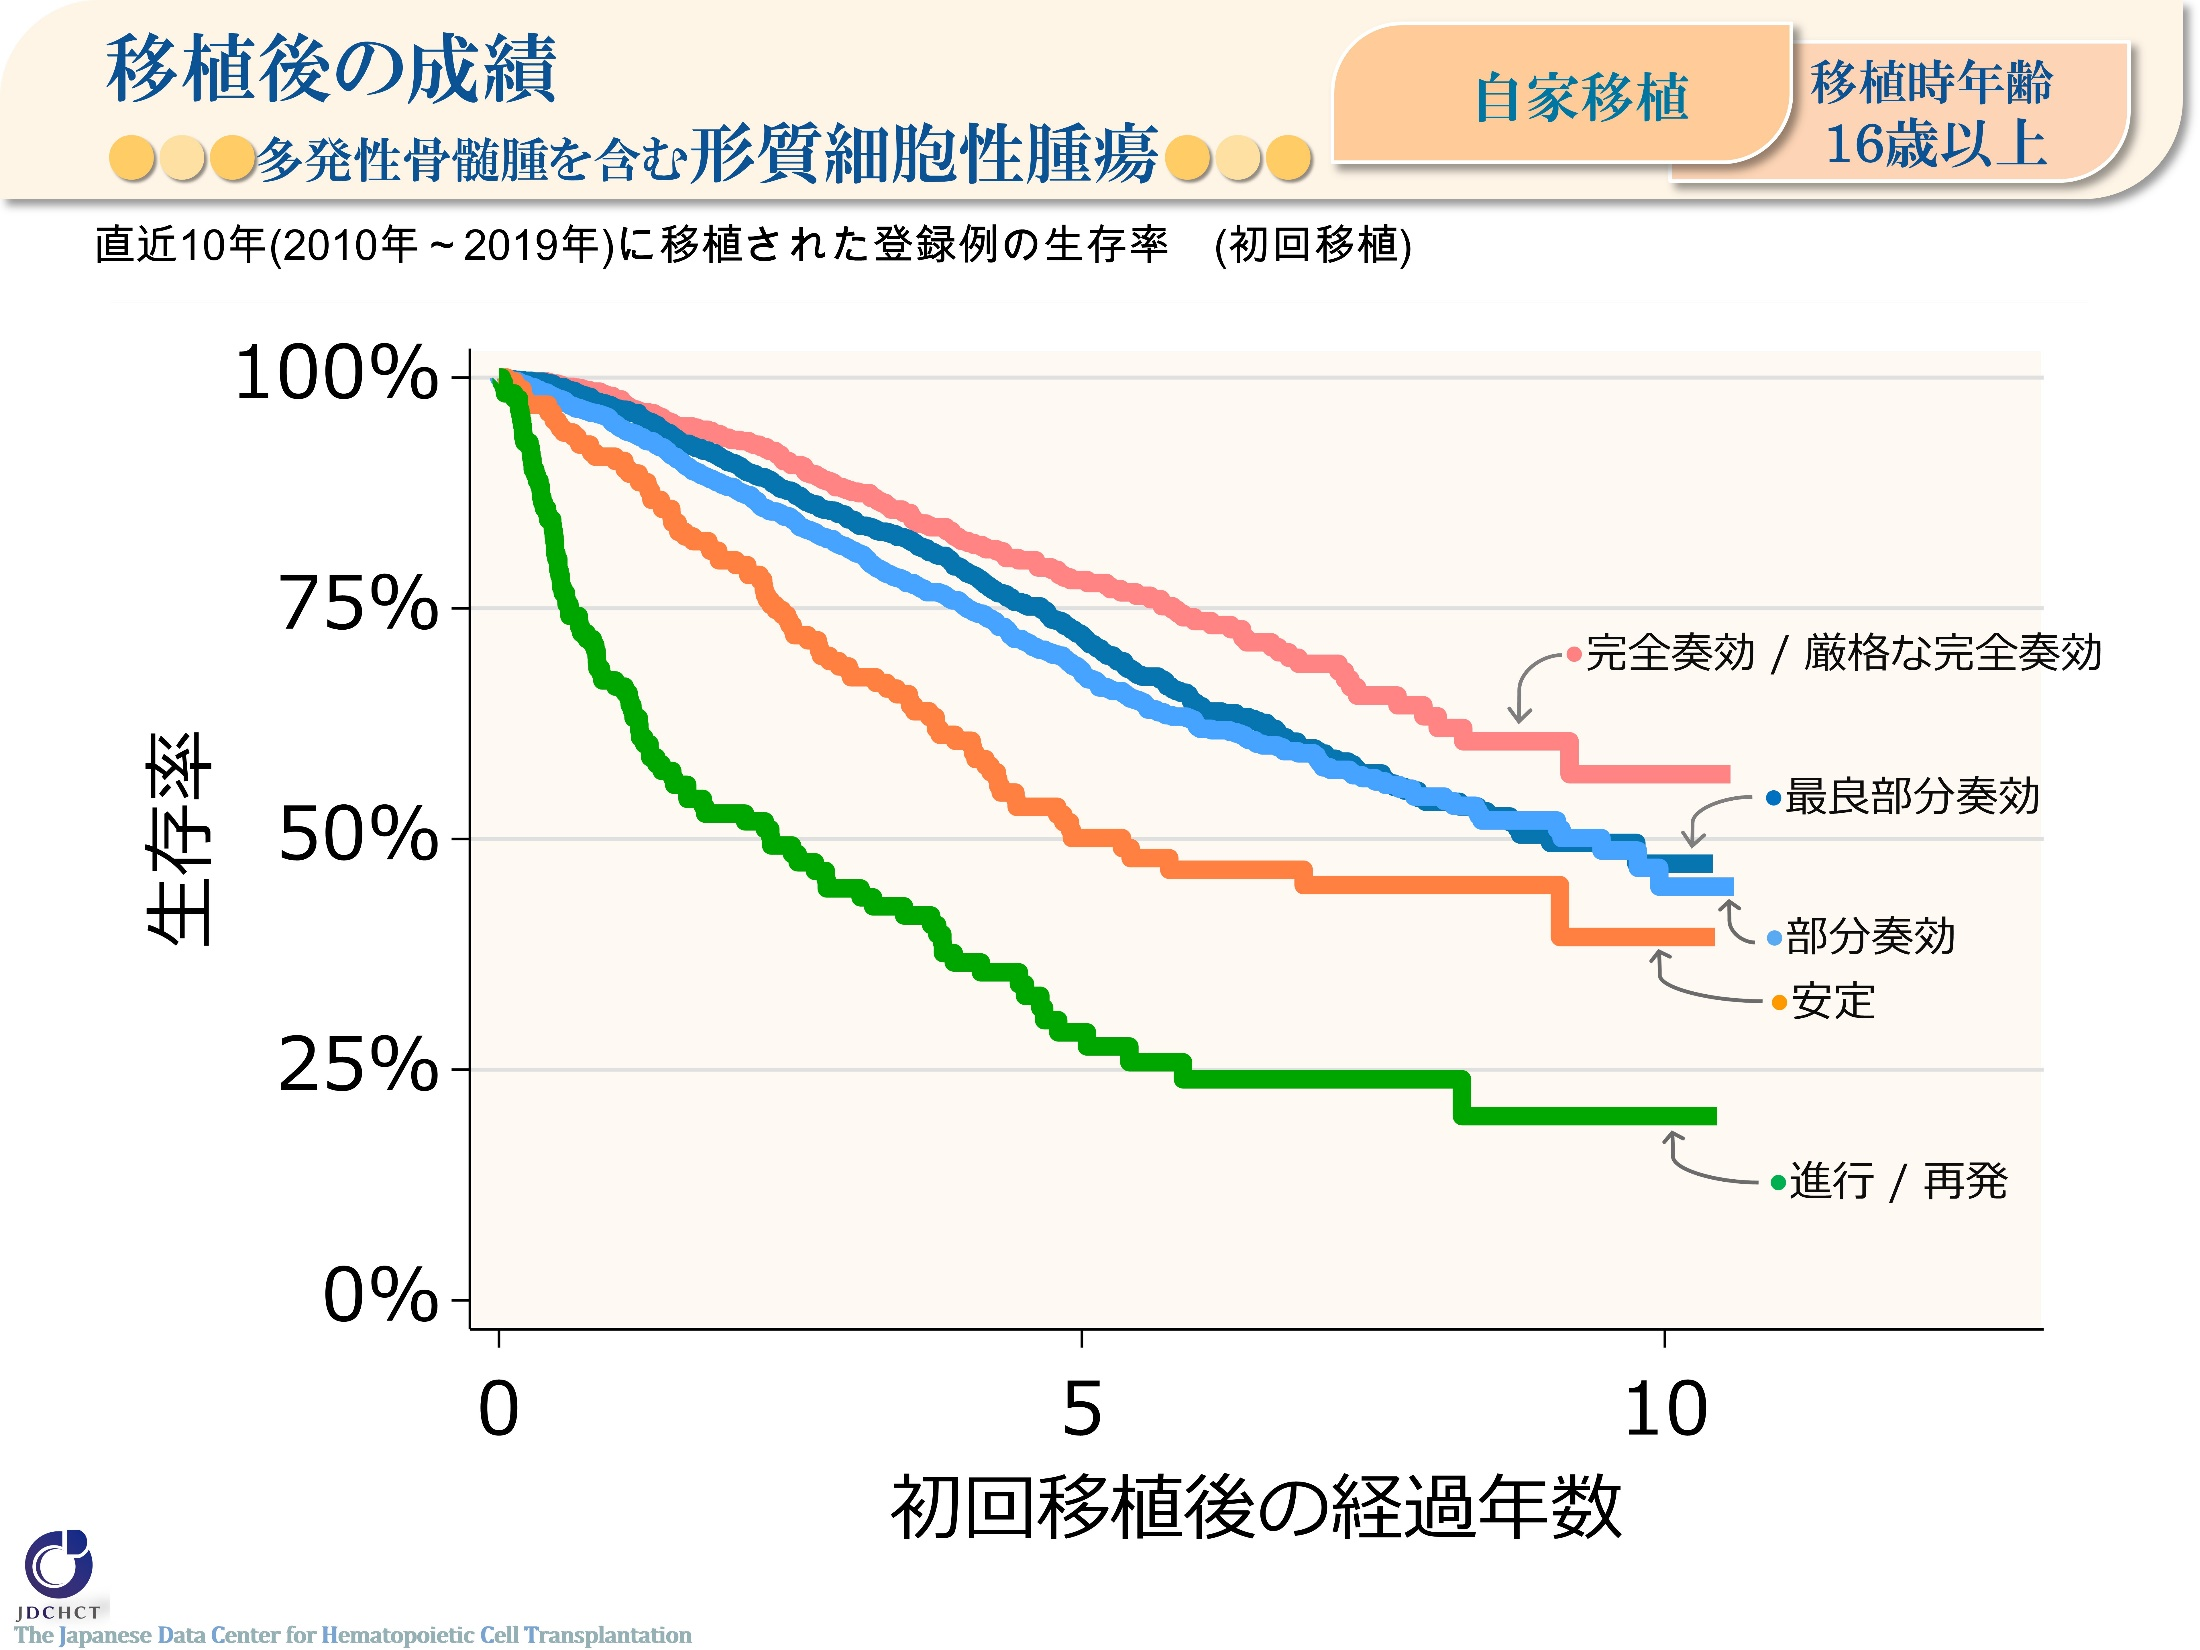 移植後の成績
多発性骨髄腫を含む形質細胞性腫瘍
自家移植
移植時年齢
16歳以上
直近10年(2010年～2019年)に移植された登録例の生存率　(初回移植)
100%
75%
50%
25%
0%
生存率
完全奏効 / 厳格な完全奏効
最良部分奏効
部分奏効
安定
進行 / 再発
0
5
10
初回移植後の経過年数
JDCHCT
The Japanese Data Center for Hematopoietic Cell Transplantation